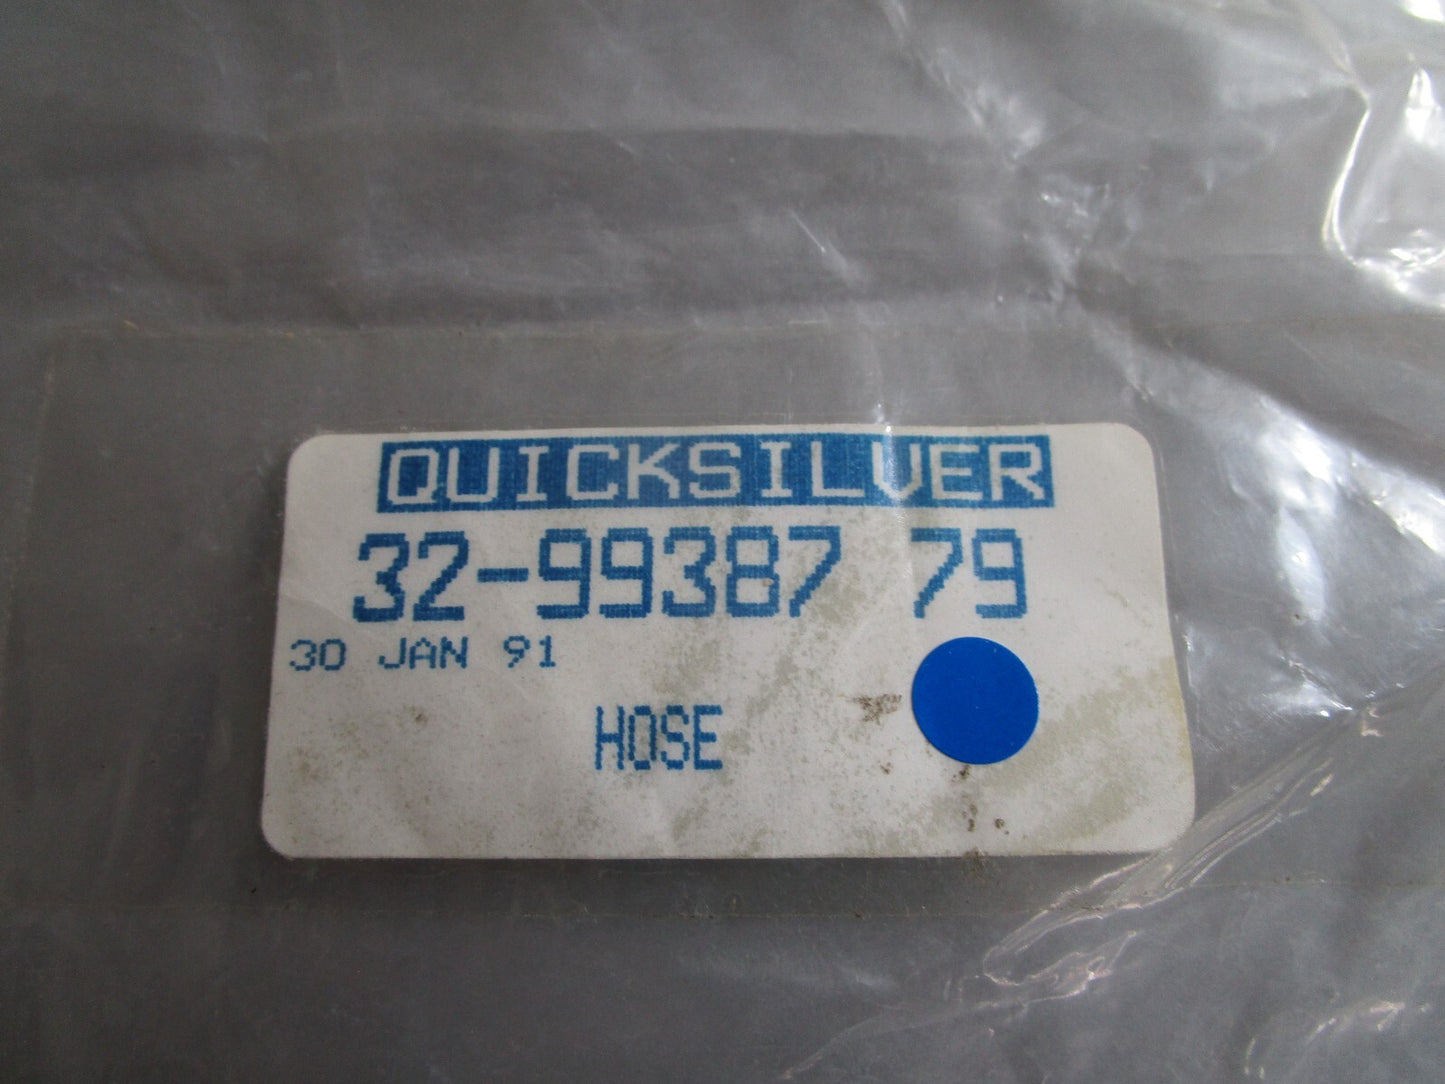 QUICKSILVER
32-99387 79
30 JAN 91
HOSE